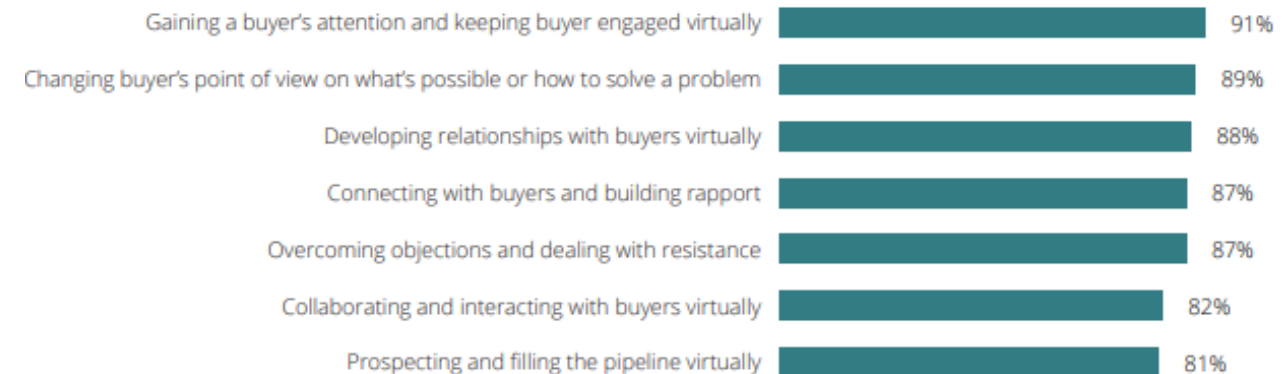 Gaining a buyer’s attention and keeping buyer engaged virtually 91%
Changing buyer’s point of view on what’s possible or how to solve a problem 89%
Developing relationships with buyers virtually 88%
Connecting with buyers and building rapport 87%
Overcoming objections and dealing with resistance 87%
Collaborating and interacting with buyers virtually 82%
Prospecting and filling the pipeline virtually 81%